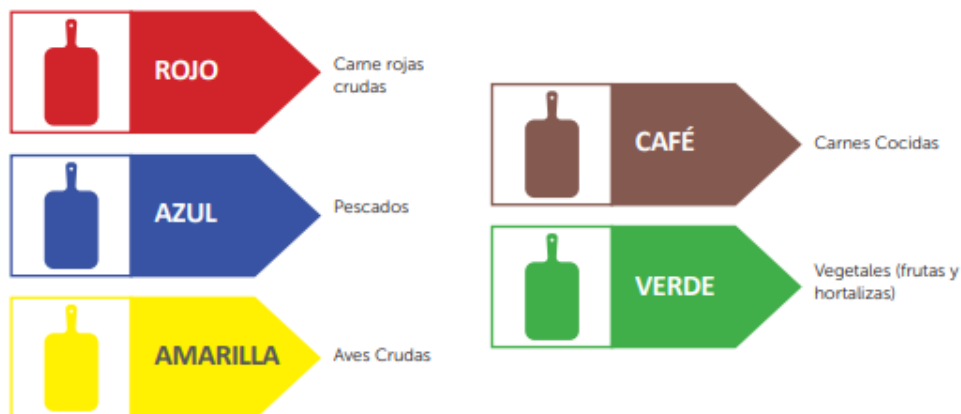 ROJO
Carne rojas
crudas
AZUL
Pescados
AMARILLA
Aves Crudas
CAFÉ
Carnes Cocidas
VERDE
Vegetales (frutas y
hortalizas)